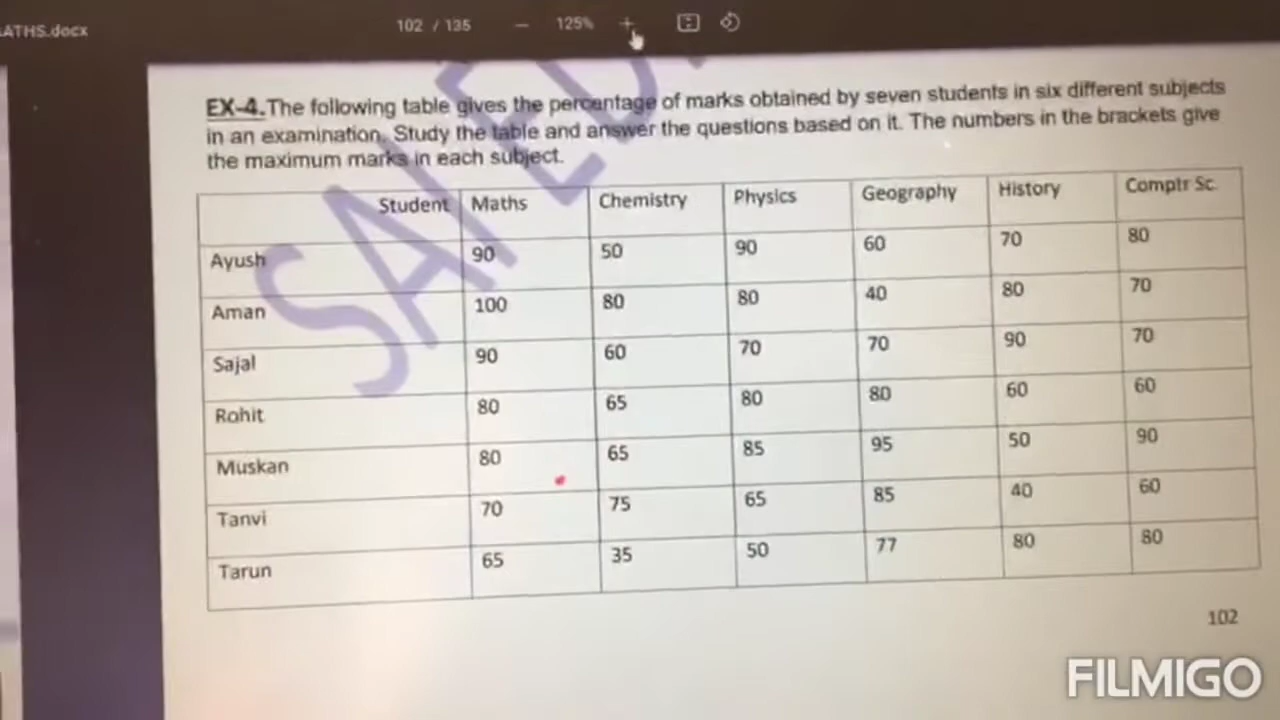 ATHS.docx
102 / 135
125%
EX-4. The following table gives the percentage of marks obtained by seven students in six different subjects
in an examination. Study the table and answer the questions based on it. The numbers in the brackets give
the maximum marks in each subject.
Student Maths Chemistry Physics Geography History Comptr Sc.
Ayush 90 50 90 60 70 80
Aman 100 80 80 40 80 70
Sajal 90 60 70 70 90 70
Rohit 80 65 80 80 60 60
Muskan 80 65 85 95 50 90
Tanvi 70 75 65 85 40 60
Tarun 65 35 50 77 80 80
102
FILMIGO